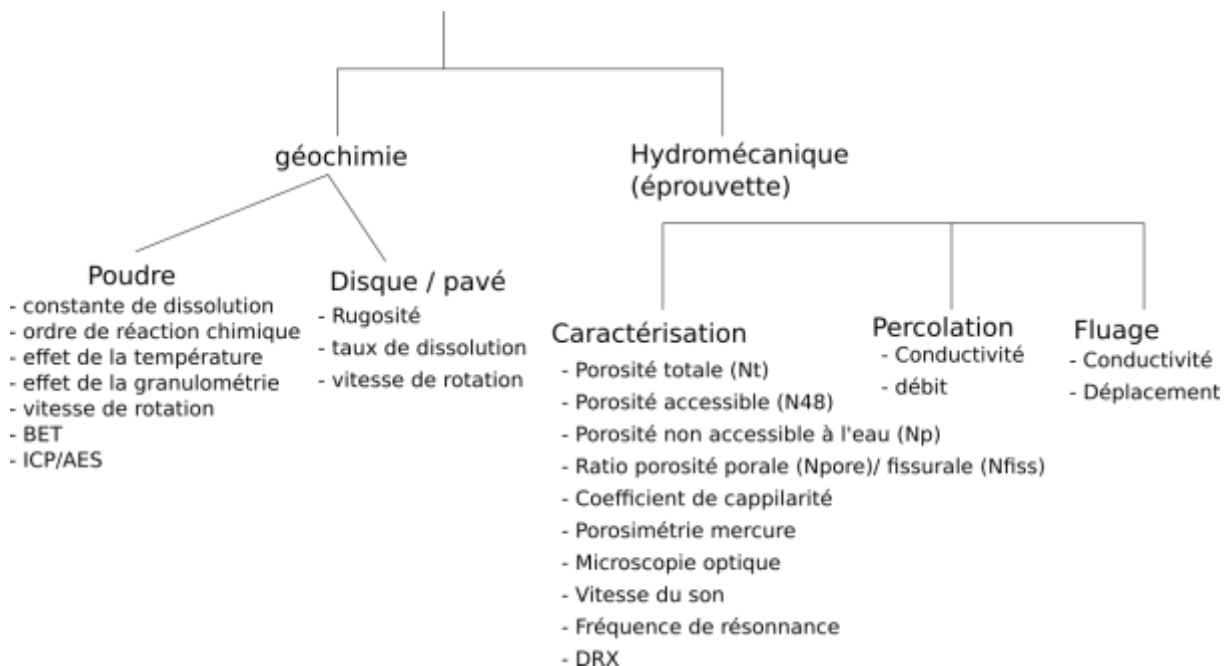 géochimie
Hydromécanique
(éprouvette)
Poudre
- constante de dissolution
- ordre de réaction chimique
- effet de la température
- effet de la granulométrie
- vitesse de rotation
- BET
- ICP/AES
Disque / pavé
- Rugosité
- taux de dissolution
- vitesse de rotation
Caractérisation
- Porosité totale (Nt)
- Porosité accessible (N48)
- Porosité non accessible à l'eau (Np)
- Ratio porosité porale (Npore)/ fissurale (Nfiss)
- Coefficient de cappilarité
- Porosimétrie mercure
- Microscopie optique
- Vitesse du son
- Fréquence de résonnance
- DRX
Percolation
- Conductivité
- débit
Fluage
- Conductivité
- Déplacement